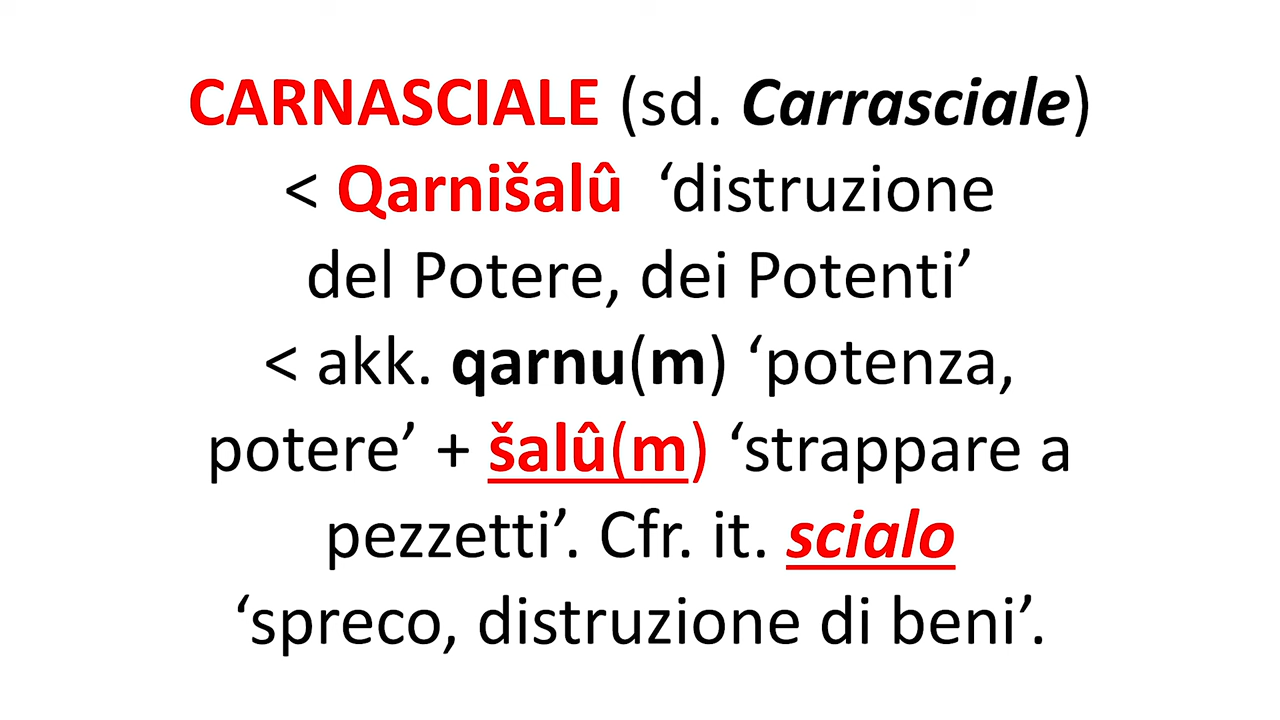 CARNASCIALE (sd. Carrasciale)
< Qarnišalû ‘distruzione
del Potere, dei Potenti’
< akk. qarnu(m) ‘potenza,
potere’ + šalû(m) ‘strappare a
pezzetti’. Cfr. it. scialo
‘spreco, distruzione di beni’.